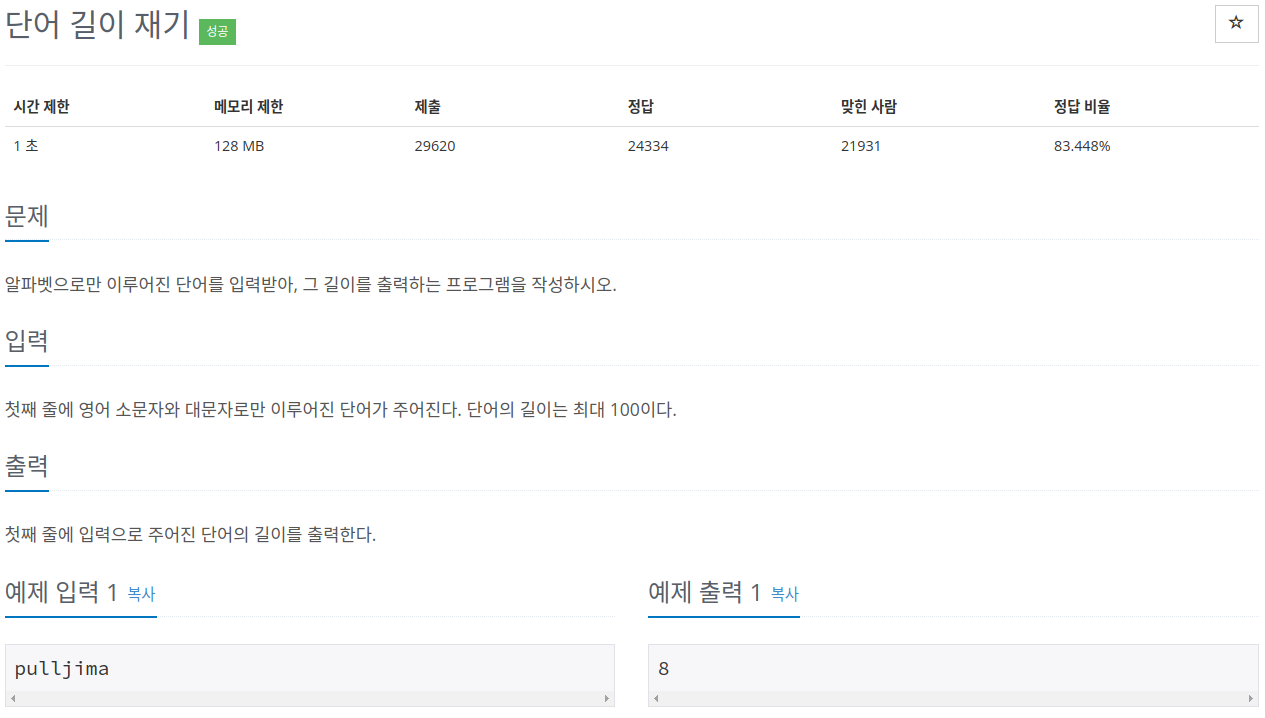 단어 길이 재기 성공
☆
시간 제한 메모리 제한 제출 정답 맞힌 사람 정답 비율
1 초 128 MB 29620 24334 21931 83.448%
문제
알파벳으로만 이루어진 단어를 입력받아, 그 길이를 출력하는 프로그램을 작성하시오.
입력
첫째 줄에 영어 소문자와 대문자로만 이루어진 단어가 주어진다. 단어의 길이는 최대 100이다.
출력
첫째 줄에 입력으로 주어진 단어의 길이를 출력한다.
예제 입력 1 복사
pulljima
예제 출력 1 복사
8